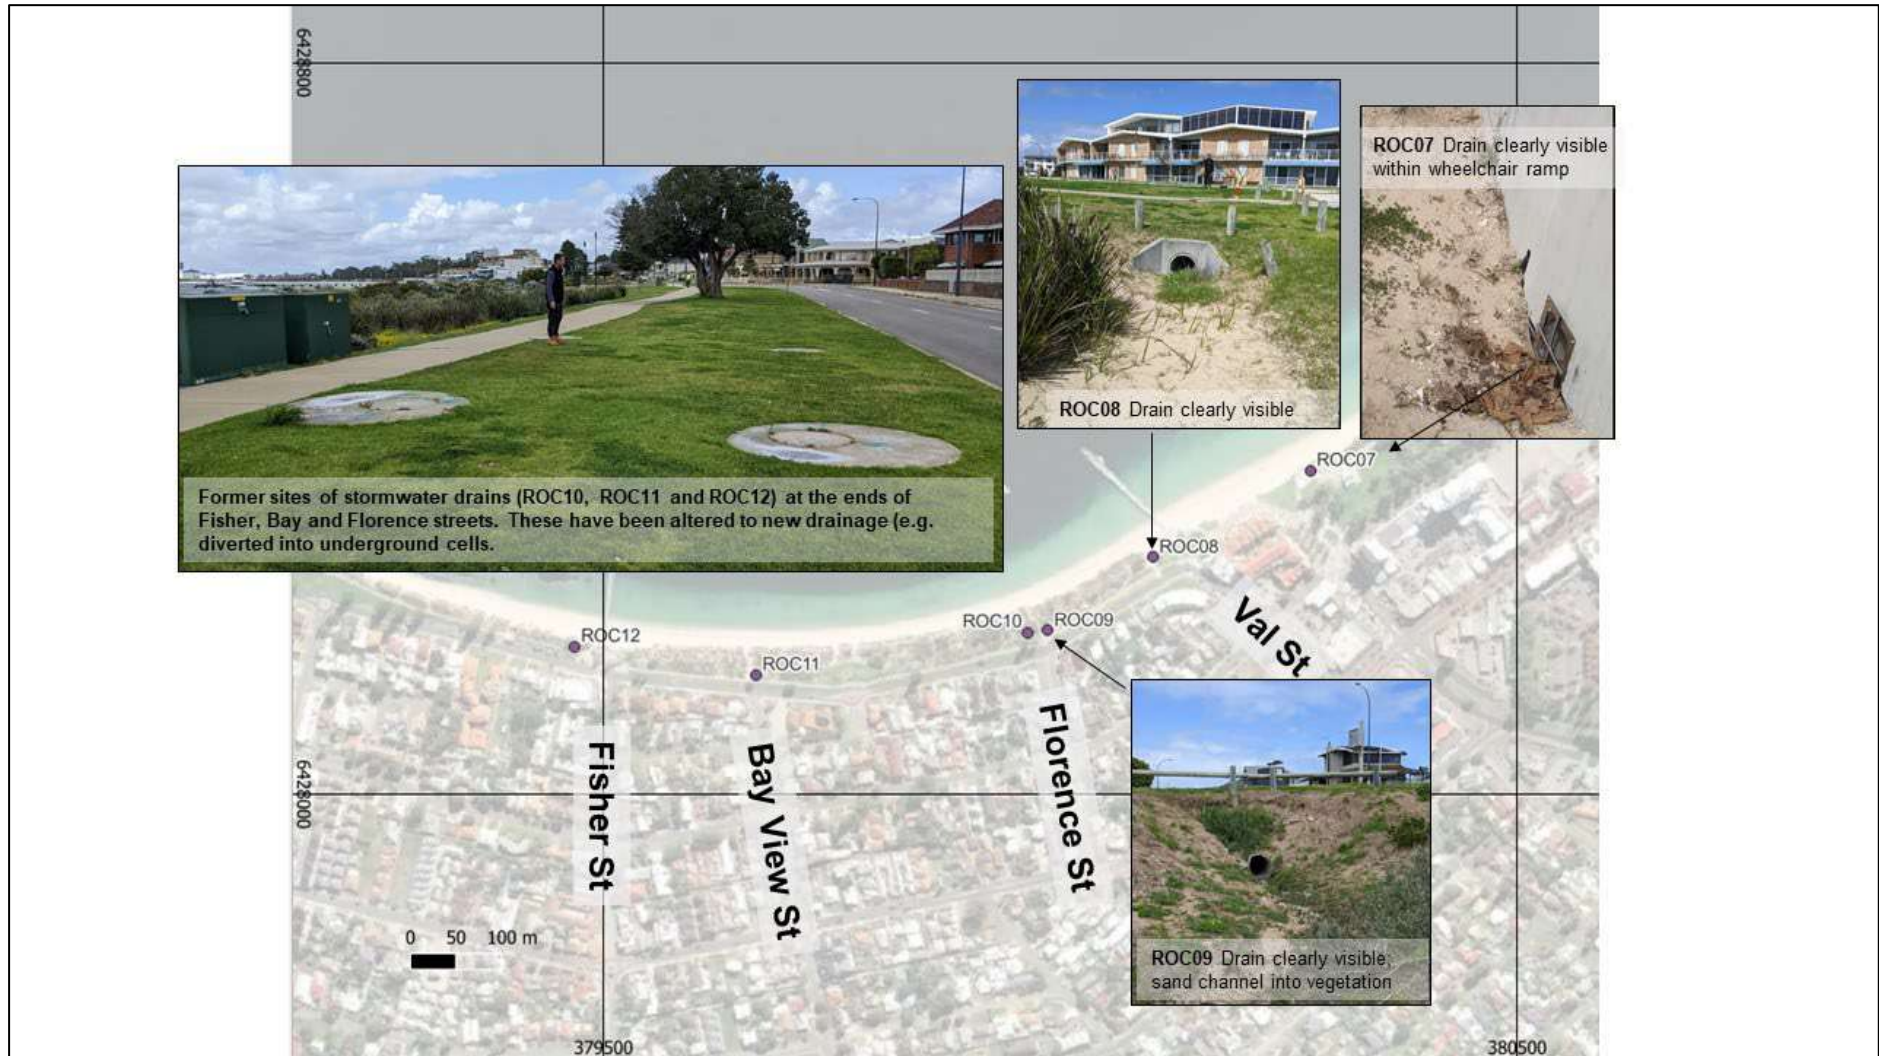 6428800
ROC07 Drain clearly visible
within wheelchair ramp
ROC08 Drain clearly visible
Former sites of stormwater drains (ROC10, ROC11 and ROC12) at the ends of
Fisher, Bay and Florence streets. These have been altered to new drainage (e.g.
diverted into underground cells.
ROC07
ROC08
ROC12
ROC11
ROC10
ROC09
Val St
Fisher St
Bay View St
Florence St
6428000
0 50 100 m
ROC09 Drain clearly visible;
sand channel into vegetation
379500
380500